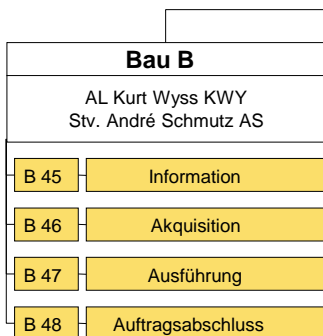 Bau B
AL Kurt Wyss KWY
Stv. André Schmutz AS
B 45 Information
B 46 Akquisition
B 47 Ausführung
B 48 Auftragsabschluss